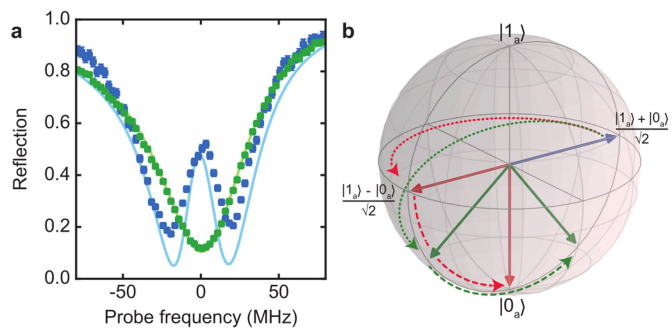 a
1.0
0.8
0.6
0.4
0.2
0.0
Reflection
-50 0 50
Probe frequency (MHz)
b
|1ₐ⟩
|1ₐ⟩ + |0ₐ⟩
√2
|1ₐ⟩ - |0ₐ⟩
√2
|0ₐ⟩